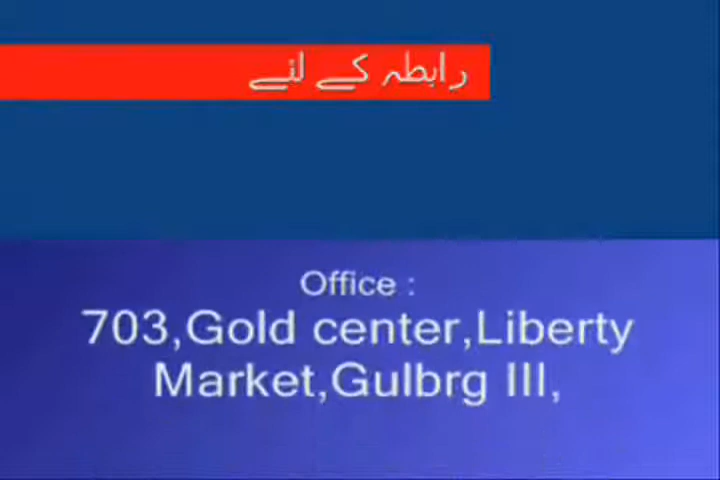 رابطہ کے لئے
Office :
703,Gold center,Liberty
Market,Gulbrg III,